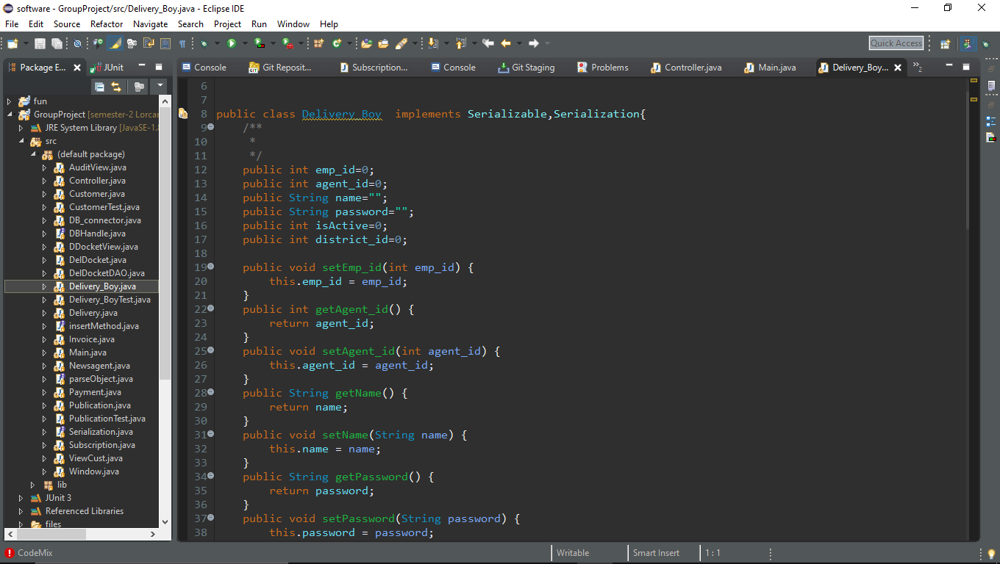 software - GroupProject/src/Delivery_Boy.java - Eclipse IDE
File Edit Source Refactor Navigate Search Project Run Window Help
Quick Access
Package E... JUnit Console Git Reposit... Subscription... Console Git Staging Problems Controller.java Main.java Delivery_Boy... »2
fun
GroupProject [semester-2 Lorcan
JRE System Library [JavaSE-1.8
src
(default package)
AuditView.java
Controller.java
Customer.java
CustomerTest.java
DB_connector.java
DBHandle.java
DDocketView.java
DelDocket.java
DelDocketDAO.java
Delivery_Boy.java
Delivery_BoyTest.java
Delivery.java
insertMethod.java
Invoice.java
Main.java
Newsagent.java
parseObject.java
Payment.java
Publication.java
PublicationTest.java
Serialization.java
Subscription.java
ViewCust.java
Window.java
lib
JUnit 3
Referenced Libraries
files
6
7
8 public class Delivery_Boy  implements Serializable,Serialization{
9     /**
10      *
11      */
12     public int emp_id=0;
13     public int agent_id=0;
14     public String name="";
15     public String password="";
16     public int isActive=0;
17     public int district_id=0;
18
19     public void setEmp_id(int emp_id) {
20         this.emp_id = emp_id;
21     }
22     public int getAgent_id() {
23         return agent_id;
24     }
25     public void setAgent_id(int agent_id) {
26         this.agent_id = agent_id;
27     }
28     public String getName() {
29         return name;
30     }
31     public void setName(String name) {
32         this.name = name;
33     }
34     public String getPassword() {
35         return password;
36     }
37     public void setPassword(String password) {
38         this.password = password;
CodeMix Writable Smart Insert 1 : 1